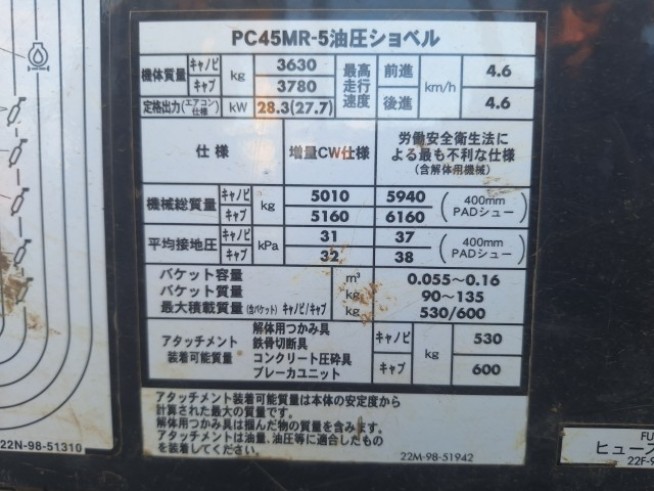 PC45MR-5油圧ショベル
機体質量 キャノピ kg 3630 最高走行速度 前進 km/h 4.6
キャブ 3780
定格出力(エアコン仕様) kW 28.3(27.7) 後進 4.6
仕様 増量CW仕様 労働安全衛生法による最も不利な仕様(含解体用機械)
機械総質量 キャノピ kg 5010 5940 (400mm PADシュー)
キャブ 5160 6160
平均接地圧 キャノピ kPa 31 37 (400mm PADシュー)
キャブ 32 38
バケット容量 m³ 0.055~0.16
バケット質量 kg 90~135
最大積載質量(含バケット) キャノピ/キャブ kg 530/600
アタッチメント装着可能質量 解体用つかみ具 キャノピ kg 530
鉄骨切断具
コンクリート圧砕具 キャブ 600
ブレーカユニット
アタッチメント装着可能質量は本体の安定度から
計算された最大の質量です。
解体用つかみ具は掴んだ物の質量を含みます。
アタッチメントは油量、油圧等に適合したもの
を装着してください。
22M-98-51942
22N-98-51310
FU
ヒューズ
22F-9